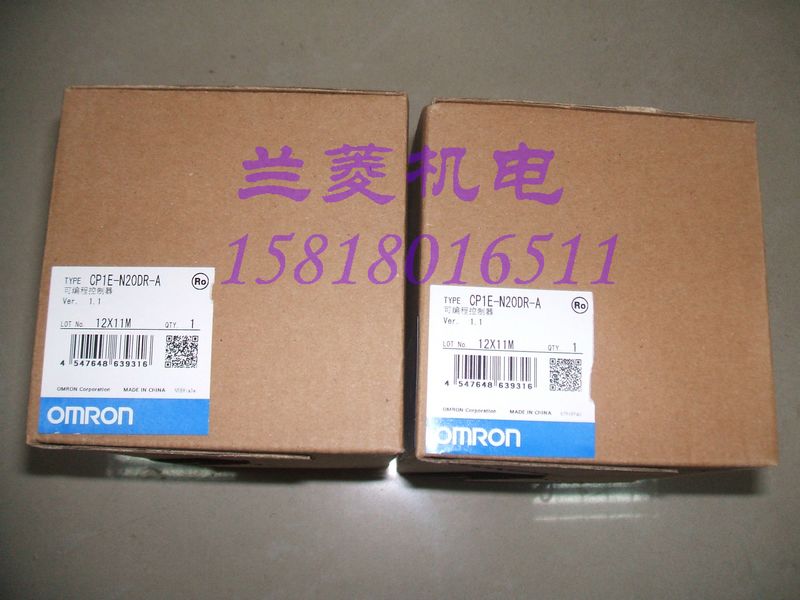 兰菱机电
15818016511
TYPE CP1E-N20DR-A
Ro
可编程控制器
Ver. 1.1
LOT No. 12X11M QTY. 1
4 547648 639316
OMRON Corporation MADE IN CHINA
OMRON
TYPE CP1E-N20DR-A
Ro
可编程控制器
Ver. 1.1
LOT No. 12X11M QTY. 1
4 547648 639316
OMRON Corporation MADE IN CHINA
OMRON